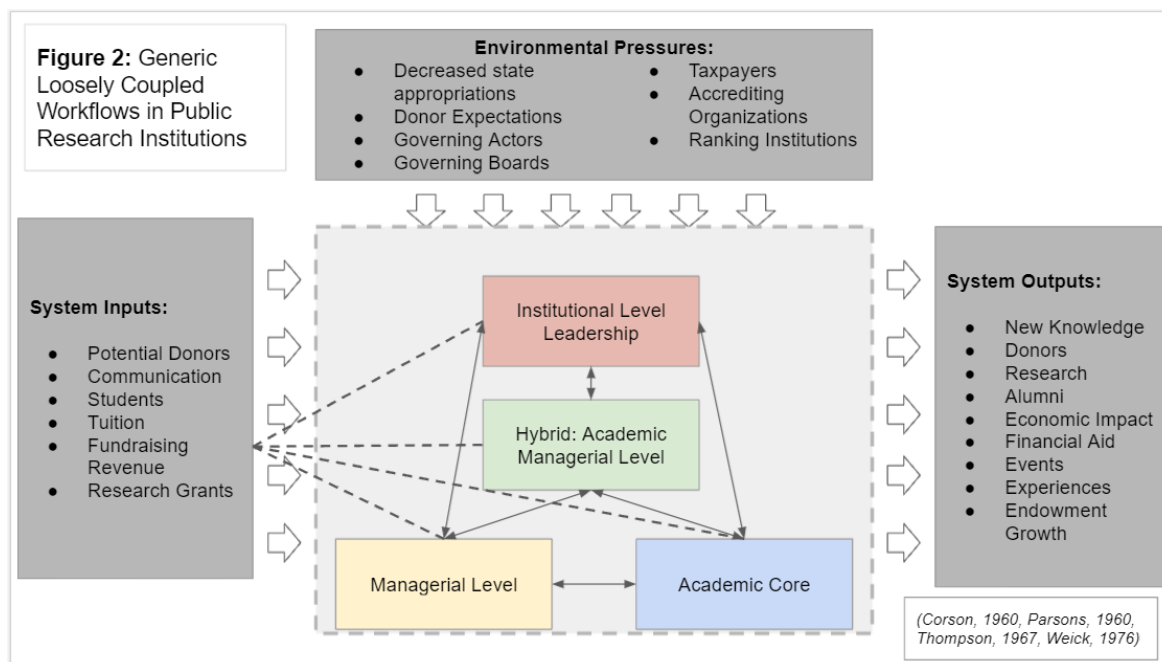 Figure 2: Generic
Loosely Coupled
Workflows in Public
Research Institutions
Environmental Pressures:
● Decreased state
appropriations
● Donor Expectations
● Governing Actors
● Governing Boards
● Taxpayers
● Accrediting
Organizations
● Ranking Institutions
System Inputs:
● Potential Donors
● Communication
● Students
● Tuition
● Fundraising
Revenue
● Research Grants
Institutional Level
Leadership
Hybrid: Academic
Managerial Level
Managerial Level
Academic Core
System Outputs:
● New Knowledge
● Donors
● Research
● Alumni
● Economic Impact
● Financial Aid
● Events
● Experiences
● Endowment
Growth
(Corson, 1960, Parsons, 1960,
Thompson, 1967, Weick, 1976)